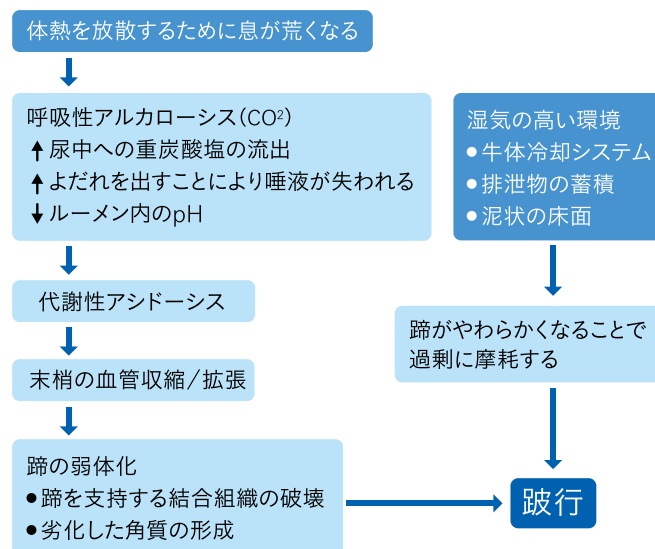 体熱を放散するために息が荒くなる
呼吸性アルカローシス(CO²)
↑尿中への重炭酸塩の流出
↑よだれを出すことにより唾液が失われる
↓ルーメン内のpH
代謝性アシドーシス
末梢の血管収縮/拡張
蹄の弱体化
●蹄を支持する結合組織の破壊
●劣化した角質の形成
湿気の高い環境
●牛体冷却システム
●排泄物の蓄積
●泥状の床面
蹄がやわらかくなることで
過剰に摩耗する
跛行